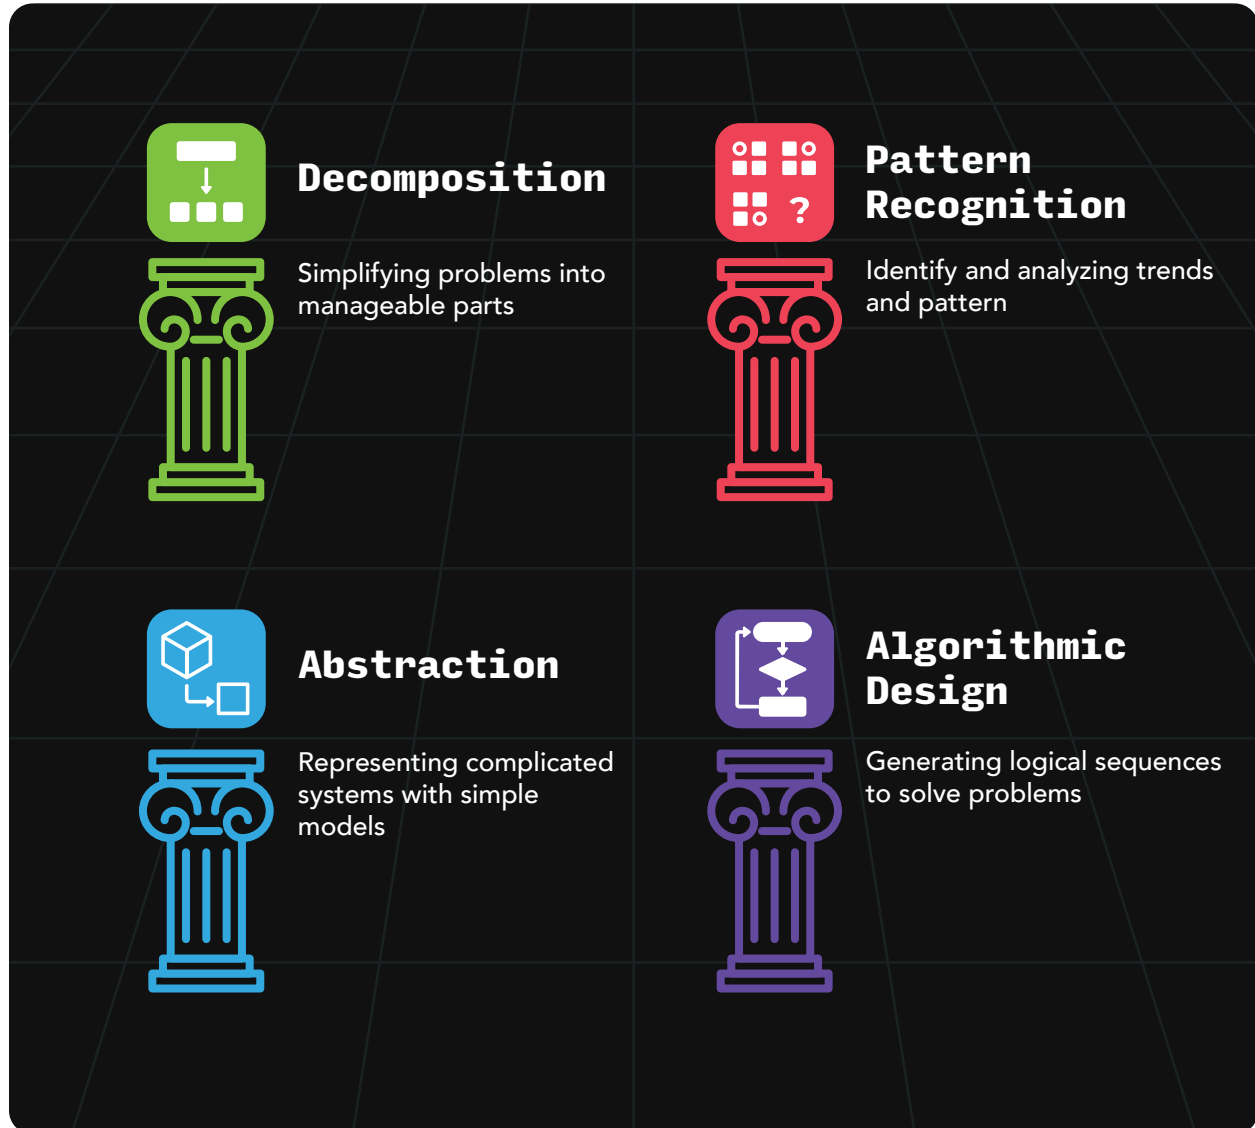 Decomposition
Simplifying problems into
manageable parts
Pattern
Recognition
?
Identify and analyzing trends
and pattern
Abstraction
Representing complicated
systems with simple
models
Algorithmic
Design
Generating logical sequences
to solve problems